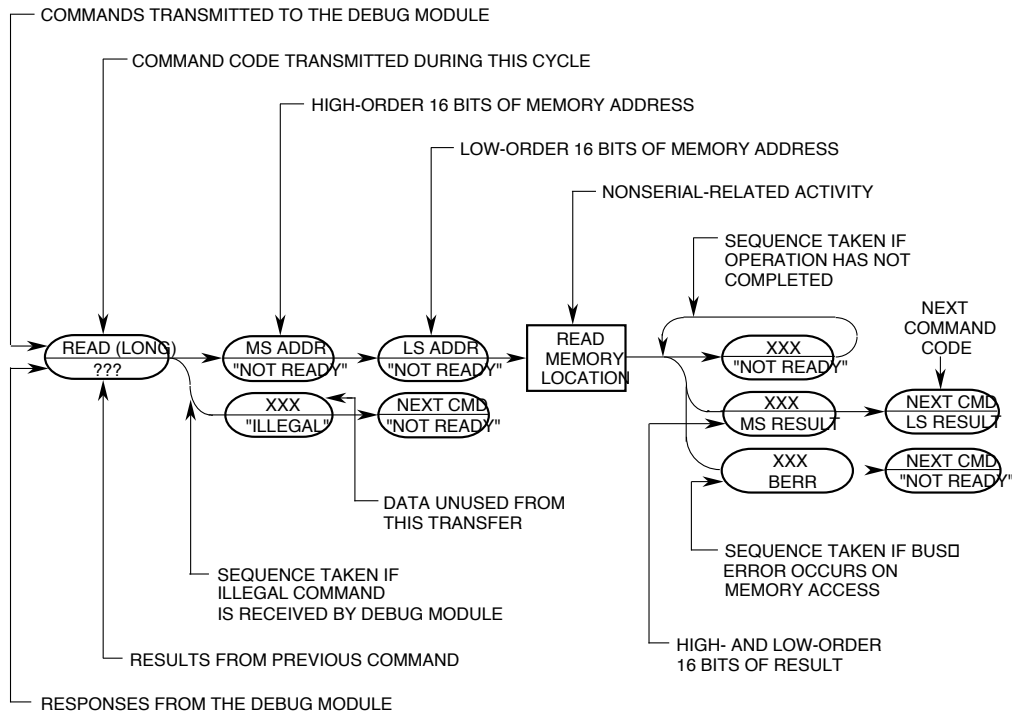 COMMANDS TRANSMITTED TO THE DEBUG MODULE
COMMAND CODE TRANSMITTED DURING THIS CYCLE
HIGH-ORDER 16 BITS OF MEMORY ADDRESS
LOW-ORDER 16 BITS OF MEMORY ADDRESS
NONSERIAL-RELATED ACTIVITY
SEQUENCE TAKEN IF
OPERATION HAS NOT
COMPLETED
NEXT
COMMAND
CODE
READ (LONG)
???
MS ADDR
"NOT READY"
LS ADDR
"NOT READY"
READ
MEMORY
LOCATION
XXX
"NOT READY"
XXX
"ILLEGAL"
NEXT CMD
"NOT READY"
XXX
MS RESULT
NEXT CMD
LS RESULT
XXX
BERR
NEXT CMD
"NOT READY"
DATA UNUSED FROM
THIS TRANSFER
SEQUENCE TAKEN IF
ILLEGAL COMMAND
IS RECEIVED BY DEBUG MODULE
SEQUENCE TAKEN IF BUS□
ERROR OCCURS ON
MEMORY ACCESS
HIGH- AND LOW-ORDER
16 BITS OF RESULT
RESULTS FROM PREVIOUS COMMAND
RESPONSES FROM THE DEBUG MODULE